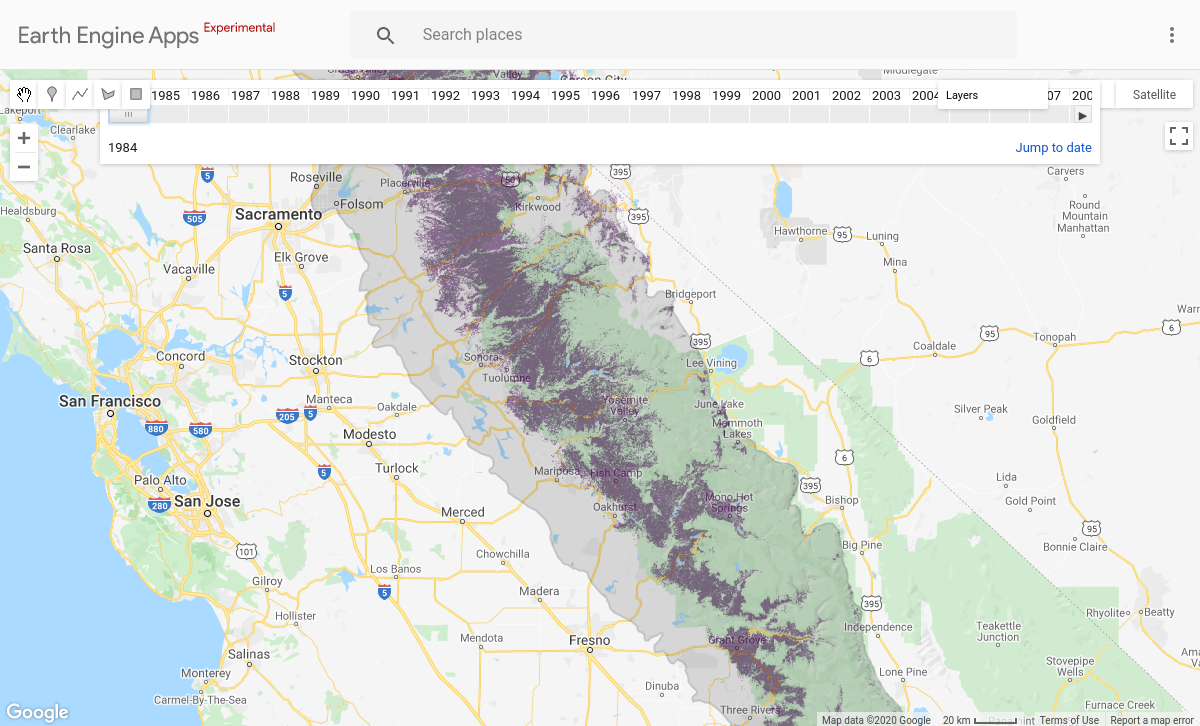 Earth Engine Apps Experimental
Search places
Valley
Carson City
Middlegate
1985 1986 1987 1988 1989 1990 1991 1992 1993 1994 1995 1996 1997 1998 1999 2000 2001 2002 2003 2004
Layers
07
Satellite
Lakeport
Clearlake
+
−
1984
Jump to date
Carvers
5
Roseville
Placerville
50
395
Kirkwood
Folsom
Healdsburg
505
Sacramento
395
Round
Mountain
Manhattan
Hawthorne
95
Luning
Santa Rosa
Elk Grove
Vacaville
Mina
5
Bridgeport
Tonopah
95
6
Coaldale
395
Concord
Stockton
Sonora
Lee Vining
6
Tuolumne
San Francisco
Manteca
Oakdale
Yosemite
Valley
June Lake
Silver Peak
Goldfield
205
5
880
580
Modesto
Mammoth
Lakes
6
Turlock
Mariposa
Fish Camp
5
Palo Alto
280
San Jose
Mono Hot
Springs
395
Bishop
Lida
Gold Point
Oakhurst
Merced
95
Bonnie Claire
101
Chowchilla
Big Pine
Los Banos
Gilroy
5
Madera
395
Hollister
Independence
Teakettle
Junction
Rhyolite
Beatty
Mendota
Fresno
Grant Grove
Salinas
Stovepipe
Wells
Monterey
Lone Pine
Dinuba
Carmel-By-The-Sea
Three Rivers
Furnace Creek
Google
Map data ©2020 Google
20 km
Terms of Use
Report a map error